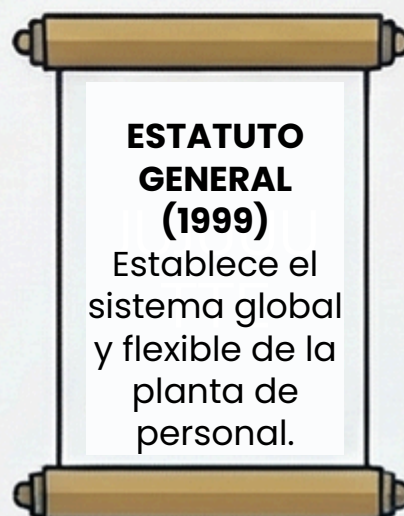 ESTATUTO
GENERAL
(1999)
Establece el
sistema global
y flexible de la
planta de
personal.